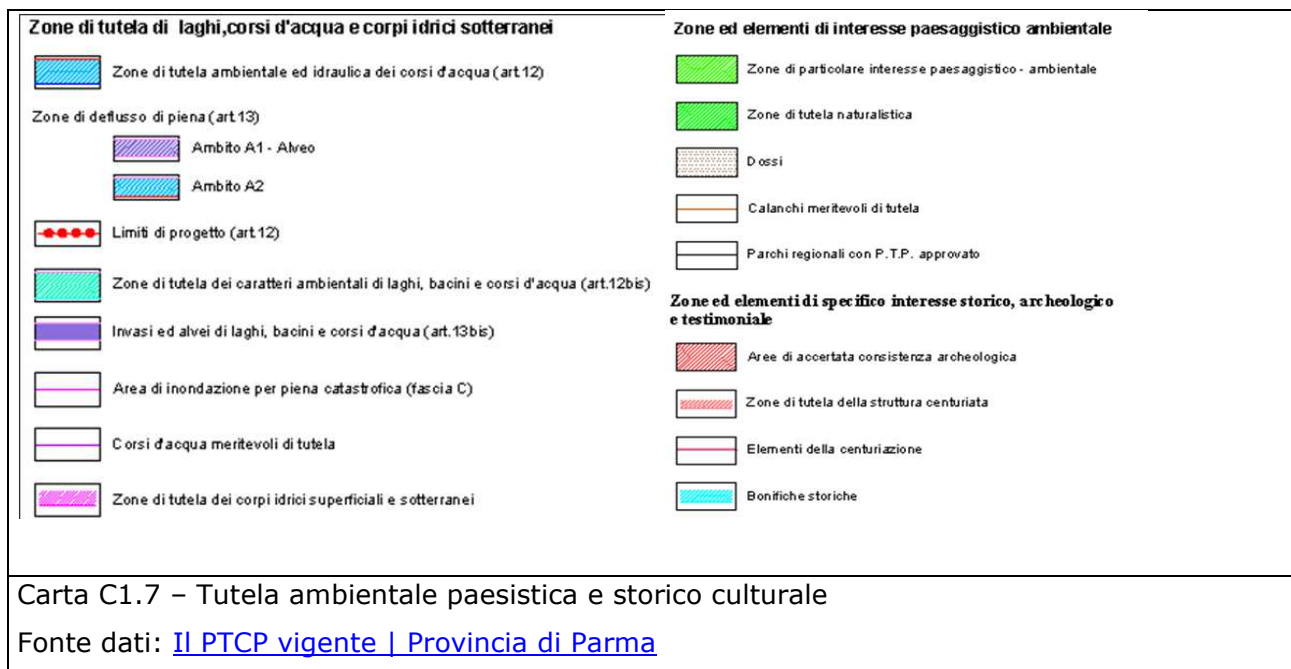 Zone di tutela di laghi,corsi d'acqua e corpi idrici sotterranei
Zone di tutela ambientale ed idraulica dei corsi d'acqua (art.12)
Zone di deflusso di piena (art.13)
Ambito A1 - Alveo
Ambito A2
Limiti di progetto (art.12)
Zone di tutela dei caratteri ambientali di laghi, bacini e corsi d'acqua (art.12bis)
Invasi ed alvei di laghi, bacini e corsi d'acqua (art.13bis)
Area di inondazione per piena catastrofica (fascia C)
Corsi d'acqua meritevoli di tutela
Zone di tutela dei corpi idrici superficiali e sotterranei
Zone ed elementi di interesse paesaggistico ambientale
Zone di particolare interesse paesaggistico - ambientale
Zone di tutela naturalistica
Dossi
Calanchi meritevoli di tutela
Parchi regionali con P.T.P. approvato
Zone ed elementi di specifico interesse storico, archeologico
e testimoniale
Aree di accertata consistenza archeologica
Zone di tutela della struttura centuriata
Elementi della centuriazione
Bonifiche storiche
Carta C1.7 – Tutela ambientale paesistica e storico culturale
Fonte dati: Il PTCP vigente | Provincia di Parma